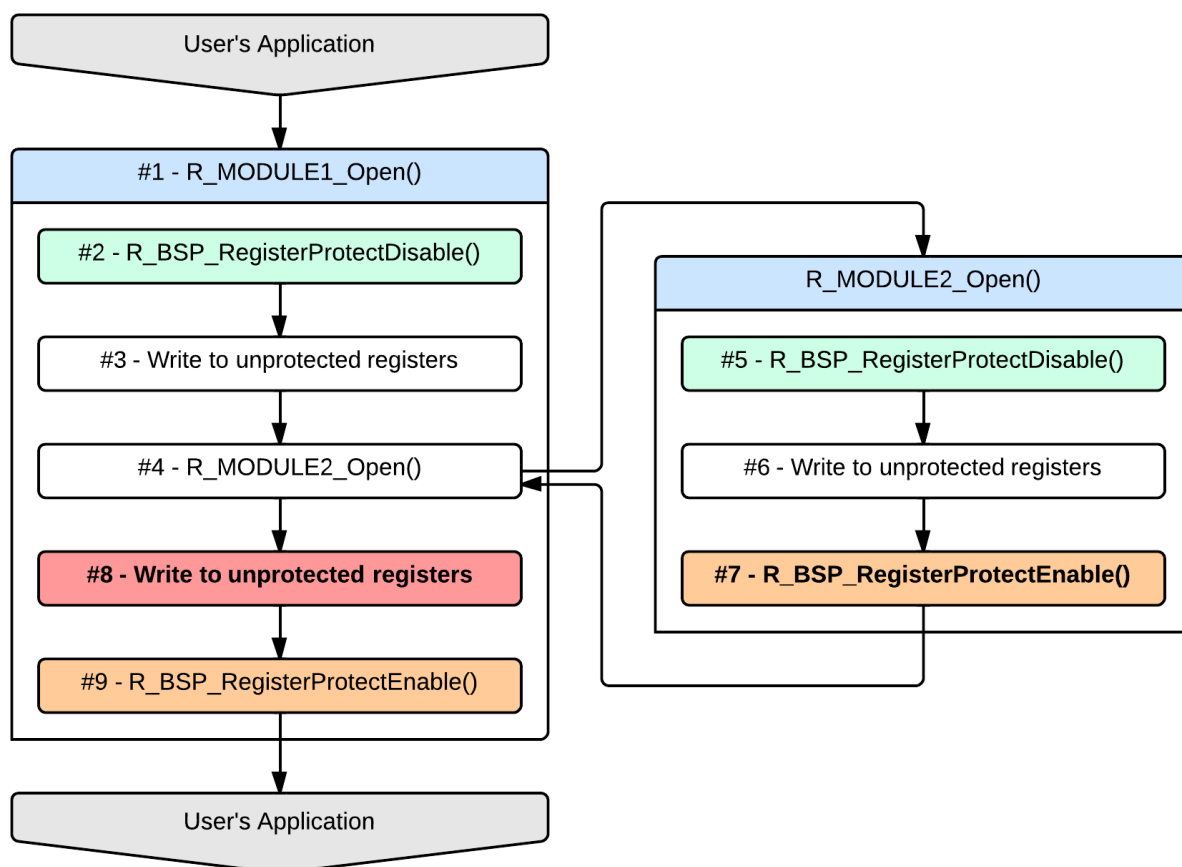 User's Application
#1 - R_MODULE1_Open()
#2 - R_BSP_RegisterProtectDisable()
#3 - Write to unprotected registers
#4 - R_MODULE2_Open()
#8 - Write to unprotected registers
#9 - R_BSP_RegisterProtectEnable()
User's Application
R_MODULE2_Open()
#5 - R_BSP_RegisterProtectDisable()
#6 - Write to unprotected registers
#7 - R_BSP_RegisterProtectEnable()